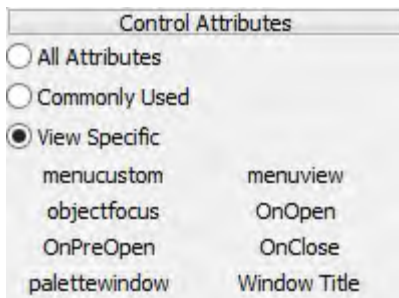 Control Attributes
All Attributes
Commonly Used
View Specific
menucustom menuview
objectfocus OnOpen
OnPreOpen OnClose
palettewindow Window Title